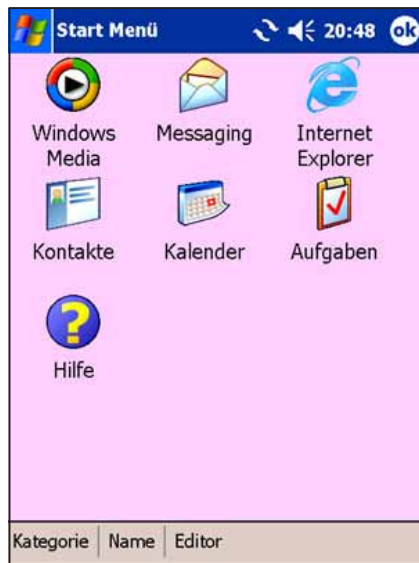 Start Menü 20:48 ok
Windows Media
Messaging
Internet Explorer
Kontakte
Kalender
Aufgaben
Hilfe
Kategorie Name Editor